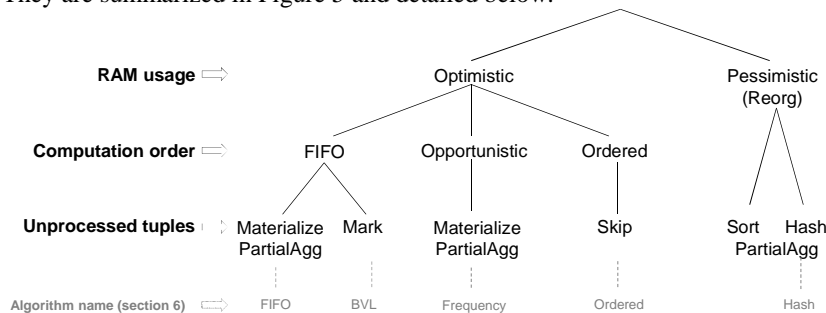 They are summarized in Figure 3 and detailed below.
RAM usage Optimistic Pessimistic
(Reorg)
Computation order FIFO Opportunistic Ordered
Unprocessed tuples Materialize Mark Materialize Skip Sort Hash
PartialAgg PartialAgg PartialAgg
Algorithm name (section 6) FIFO BVL Frequency Ordered Hash